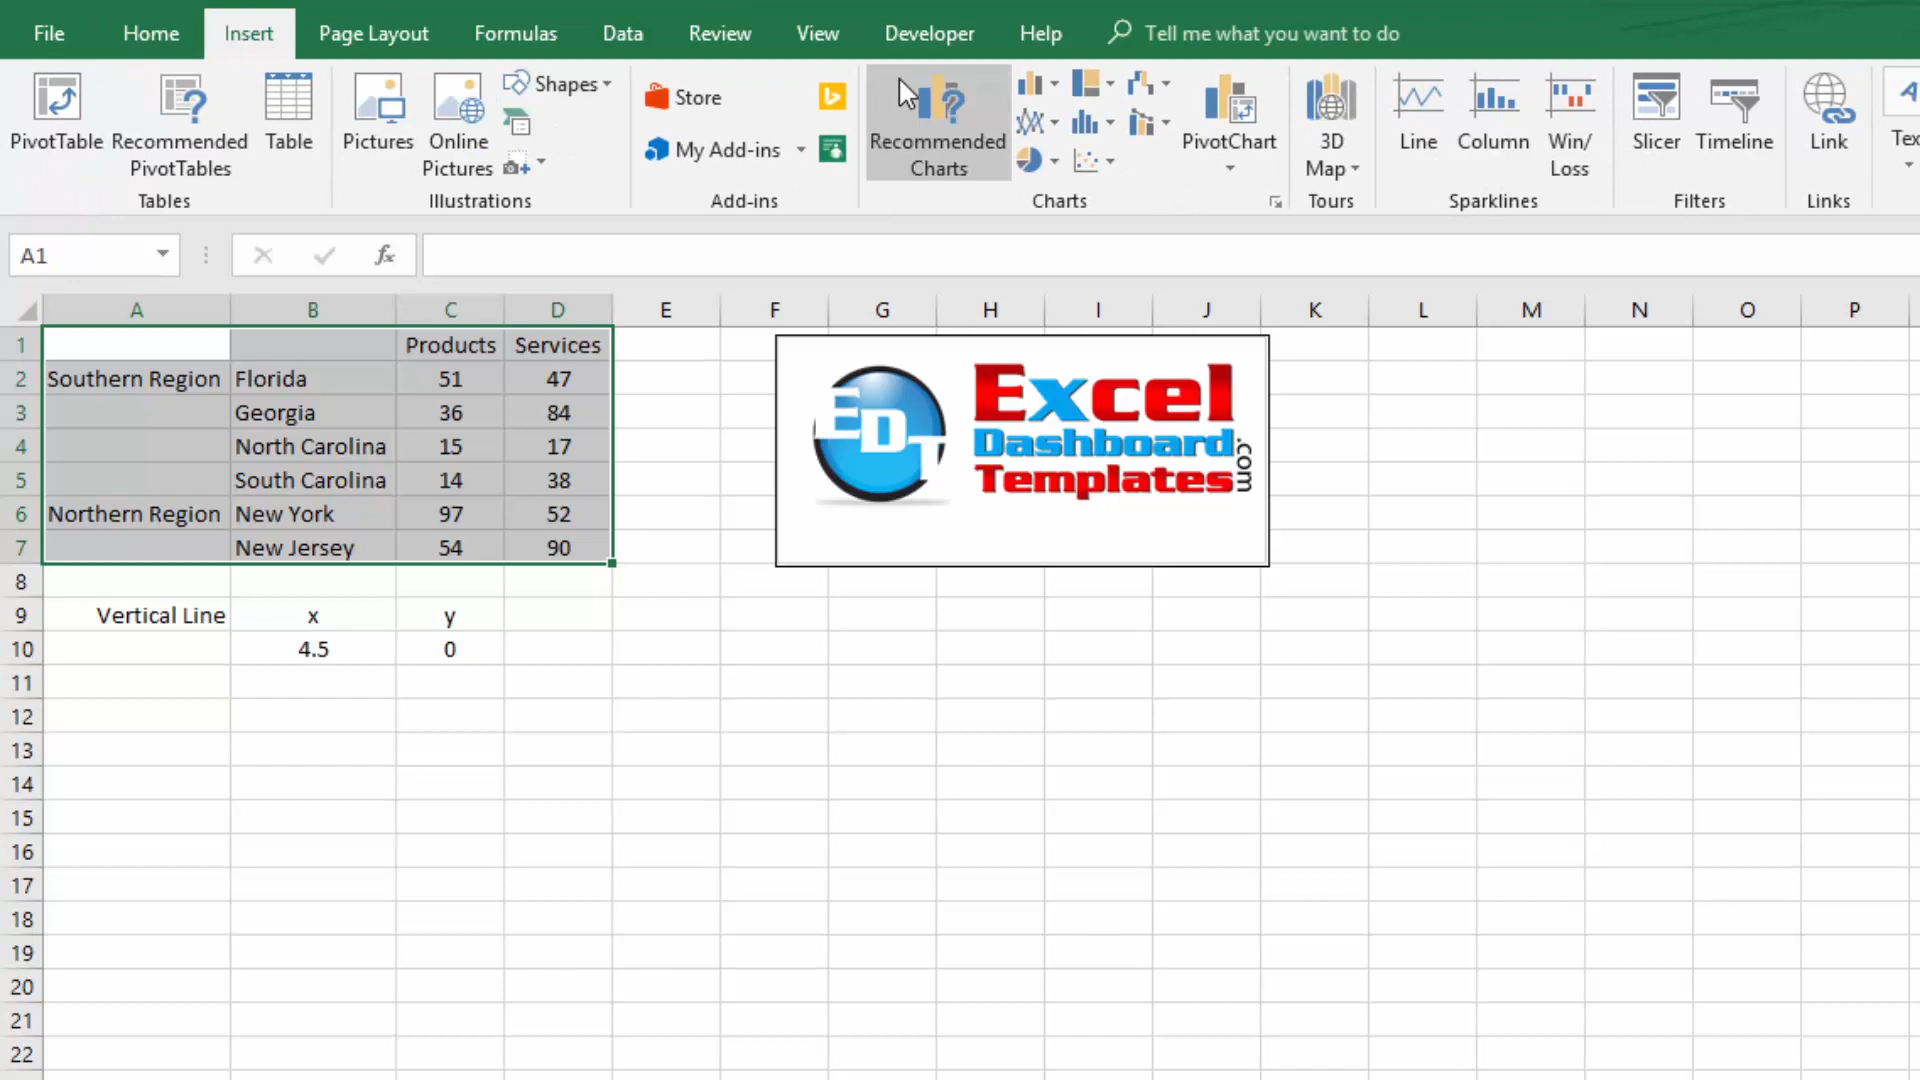 File Home Insert Page Layout Formulas Data Review View Developer Help Tell me what you want to do
PivotTable Recommended PivotTables Table Pictures Online Pictures Shapes Store My Add-ins Recommended Charts PivotChart 3D Map Line Column Win/ Loss Slicer Timeline Link
Tables Illustrations Add-ins Charts Tours Sparklines Filters Links
A1 fx
A B C D E F G H I J K L M N O P
1 Products Services
2 Southern Region Florida 51 47
3 Georgia 36 84
4 North Carolina 15 17
5 South Carolina 14 38
6 Northern Region New York 97 52
7 New Jersey 54 90
8
9 Vertical Line x y
10 4.5 0
11
12
13
14
15
16
17
18
19
20
21
22
EDT
Excel
Dashboard
Templates
.com